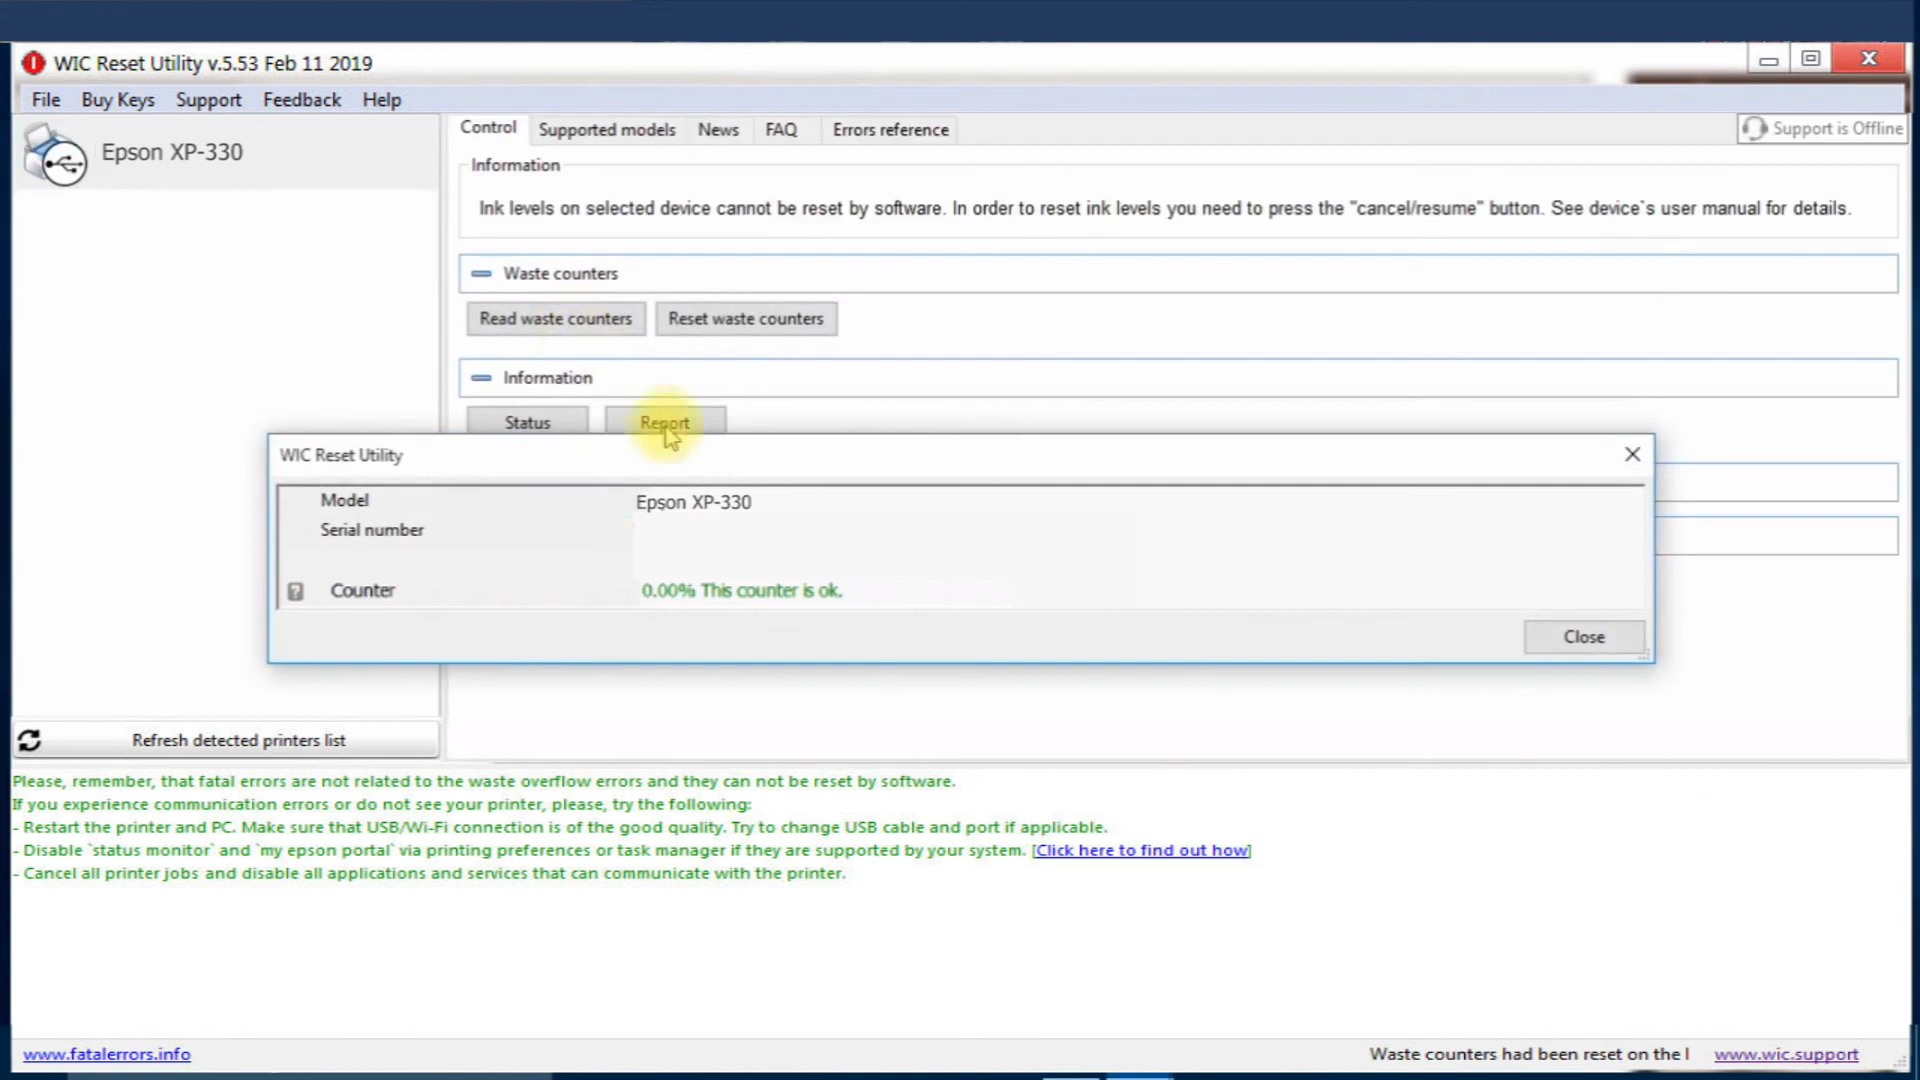 WIC Reset Utility v.5.53 Feb 11 2019
File Buy Keys Support Feedback Help
Epson XP-330
Control Supported models News FAQ Errors reference
Support is Offline
Information
Ink levels on selected device cannot be reset by software. In order to reset ink levels you need to press the "cancel/resume" button. See device`s user manual for details.
Waste counters
Read waste counters Reset waste counters
Information
Status Report
WIC Reset Utility
Model Epson XP-330
Serial number
Counter 0.00% This counter is ok.
Close
Refresh detected printers list
Please, remember, that fatal errors are not related to the waste overflow errors and they can not be reset by software.
If you experience communication errors or do not see your printer, please, try the following:
- Restart the printer and PC. Make sure that USB/Wi-Fi connection is of the good quality. Try to change USB cable and port if applicable.
- Disable `status monitor` and `my epson portal` via printing preferences or task manager if they are supported by your system. [Click here to find out how]
- Cancel all printer jobs and disable all applications and services that can communicate with the printer.
www.fatalerrors.info Waste counters had been reset on the www.wic.support